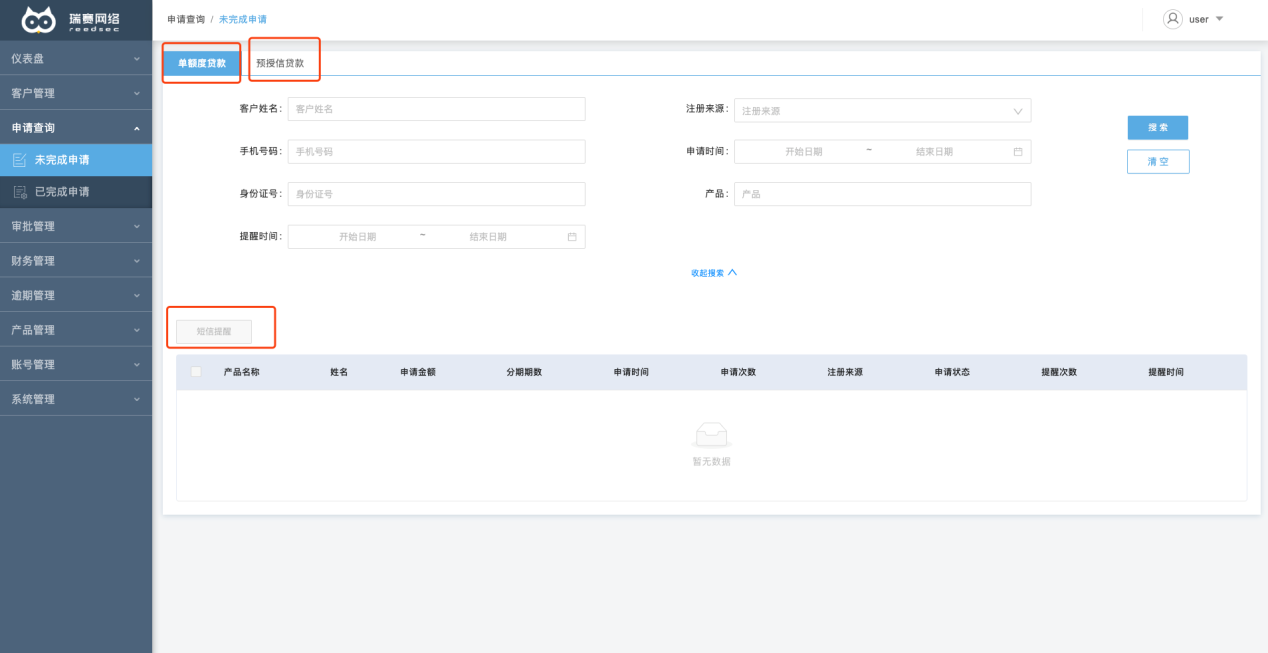 瑞赛网络
reedsec
申请查询 / 未完成申请
user
仪表盘
客户管理
申请查询
未完成申请
已完成申请
审批管理
财务管理
逾期管理
产品管理
账号管理
系统管理
单额度贷款 预授信贷款
客户姓名: 客户姓名 注册来源: 注册来源
搜 索
手机号码: 手机号码 申请时间: 开始日期 ~ 结束日期
清 空
身份证号: 身份证号 产品: 产品
提醒时间: 开始日期 ~ 结束日期
收起搜索
短信提醒
产品名称 姓名 申请金额 分期期数 申请时间 申请次数 注册来源 申请状态 提醒次数 提醒时间
暂无数据